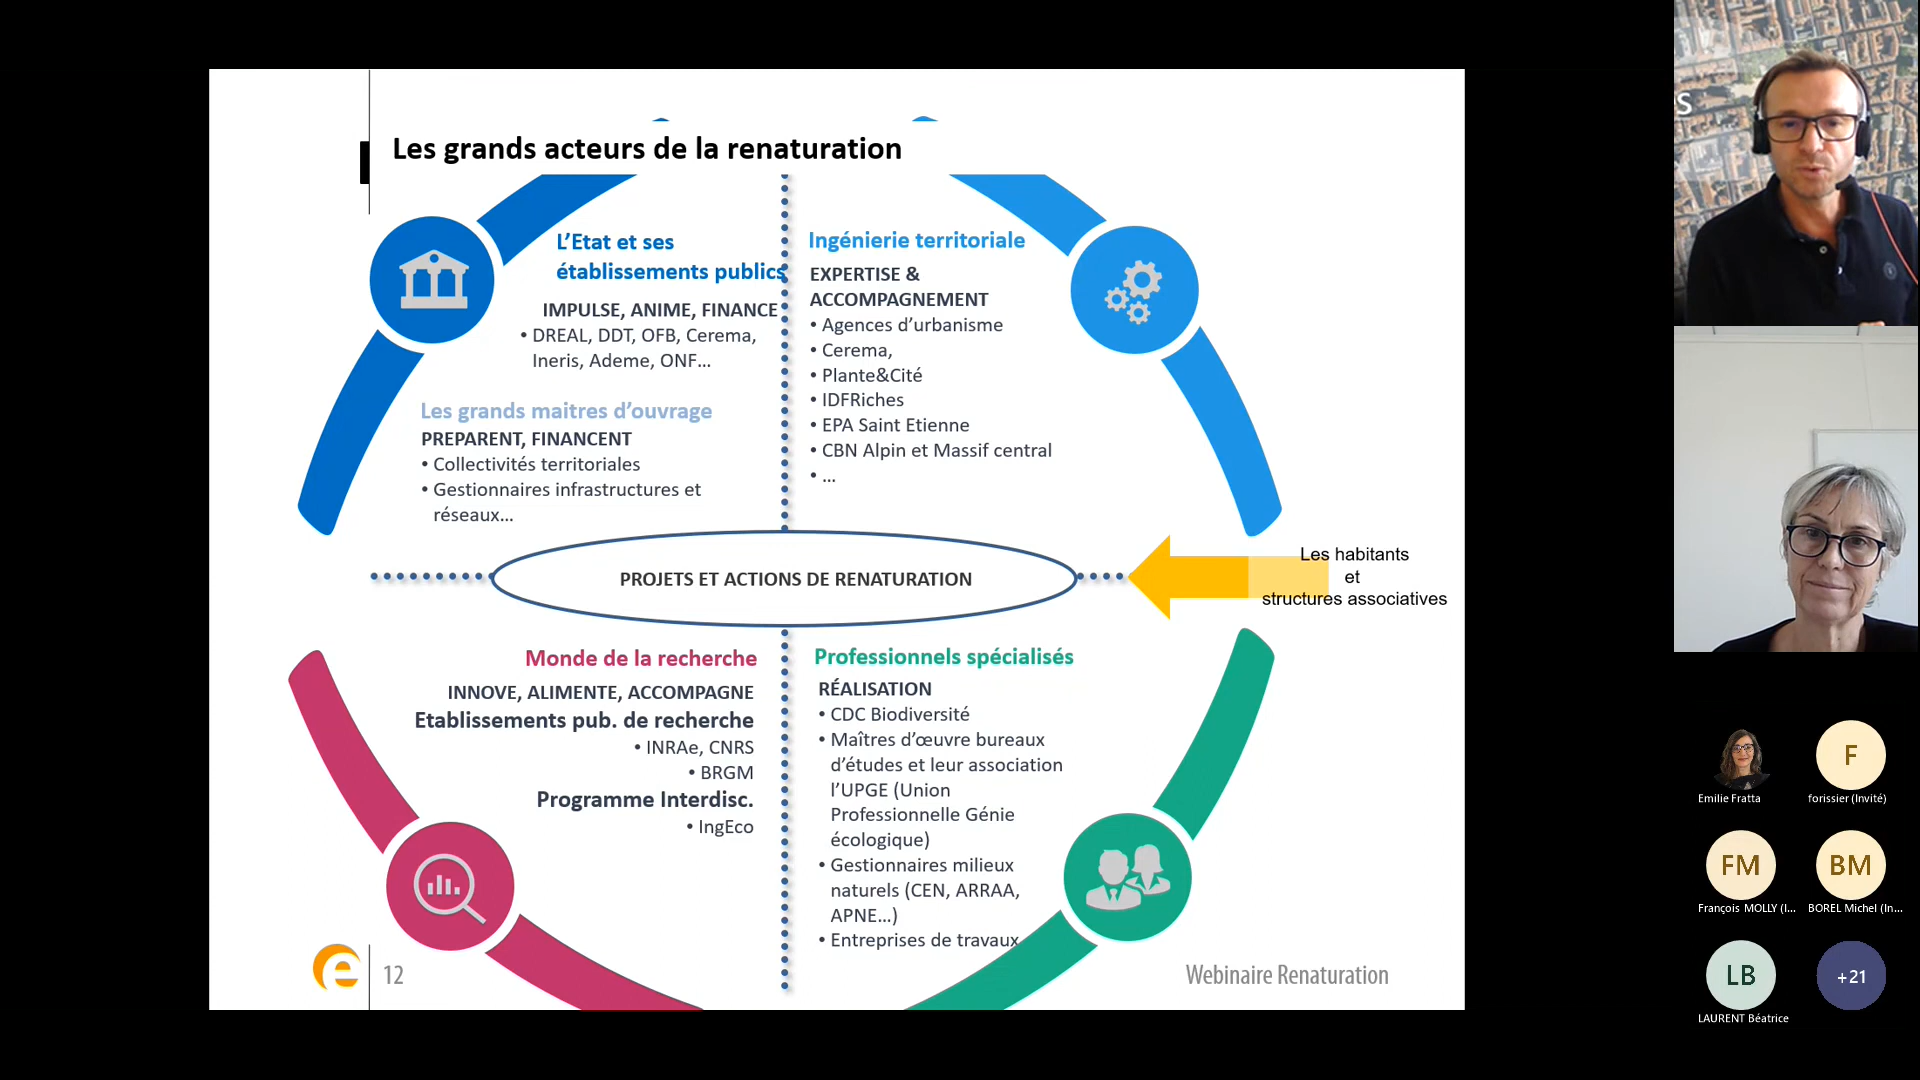 Les grands acteurs de la renaturation
L’Etat et ses
établissements publics
IMPULSE, ANIME, FINANCE
• DREAL, DDT, OFB, Cerema,
Ineris, Ademe, ONF...
Les grands maitres d’ouvrage
PREPARENT, FINANCENT
• Collectivités territoriales
• Gestionnaires infrastructures et
réseaux...
Ingénierie territoriale
EXPERTISE &
ACCOMPAGNEMENT
• Agences d’urbanisme
• Cerema,
• Plante&Cité
• IDFRiches
• EPA Saint Etienne
• CBN Alpin et Massif central
• ...
PROJETS ET ACTIONS DE RENATURATION
Les habitants
et
structures associatives
Monde de la recherche
INNOVE, ALIMENTE, ACCOMPAGNE
Etablissements pub. de recherche
• INRAe, CNRS
• BRGM
Programme Interdisc.
• IngEco
Professionnels spécialisés
RÉALISATION
• CDC Biodiversité
• Maîtres d’œuvre bureaux
d’études et leur association
l’UPGE (Union
Professionnelle Génie
écologique)
• Gestionnaires milieux
naturels (CEN, ARRAA,
APNE...)
• Entreprises de travaux
12
Webinaire Renaturation
S
Emilie Fratta
F
forissier (Invité)
FM
François MOLLY (I...
BM
BOREL Michel (In...
LB
LAURENT Béatrice
+21